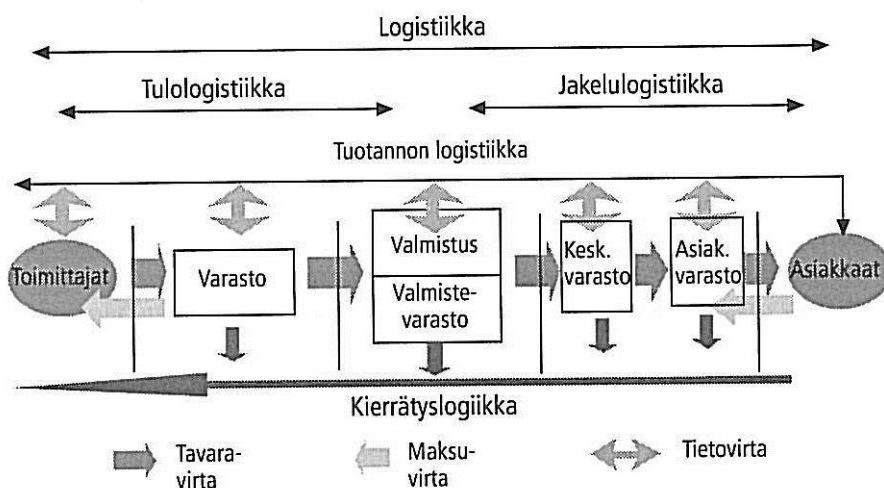 Logistiikka
Tulologistiikka
Jakelulogistiikka
Tuotannon logistiikka
Toimittajat
Varasto
Valmistus
Valmiste-
varasto
Kesk.
varasto
Asiak.
varasto
Asiakkaat
Kierrätyslogiikka
Tavara-
virta
Maksu-
virta
Tietovirta